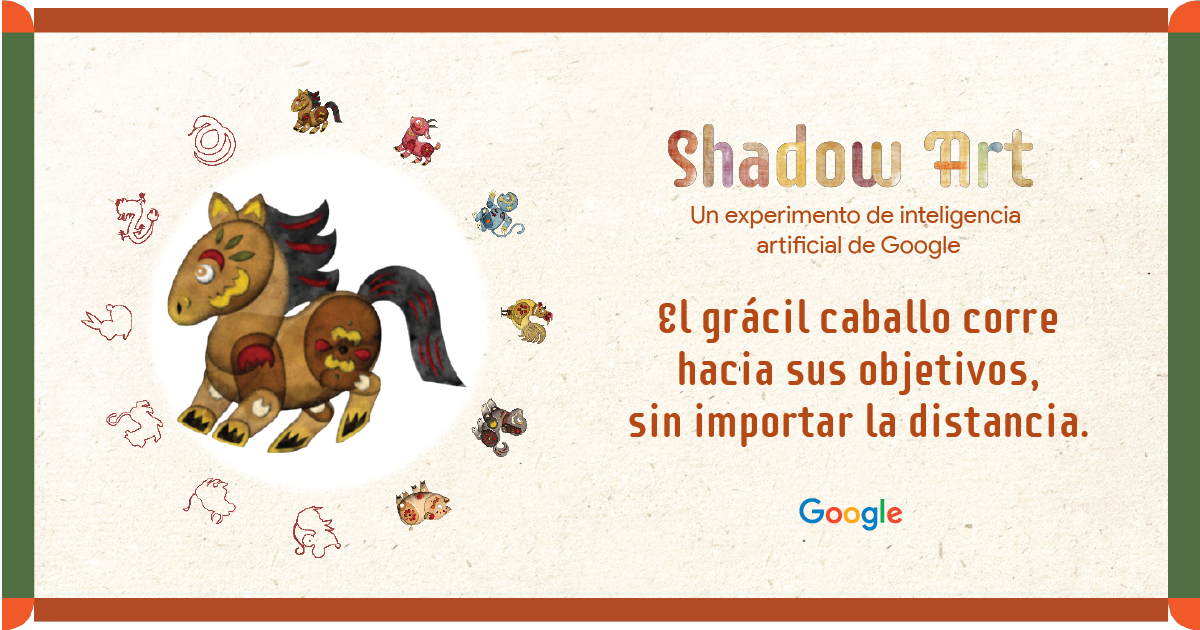 Shadow Art
Un experimento de inteligencia
artificial de Google
El grácil caballo corre
hacia sus objetivos,
sin importar la distancia.
Google